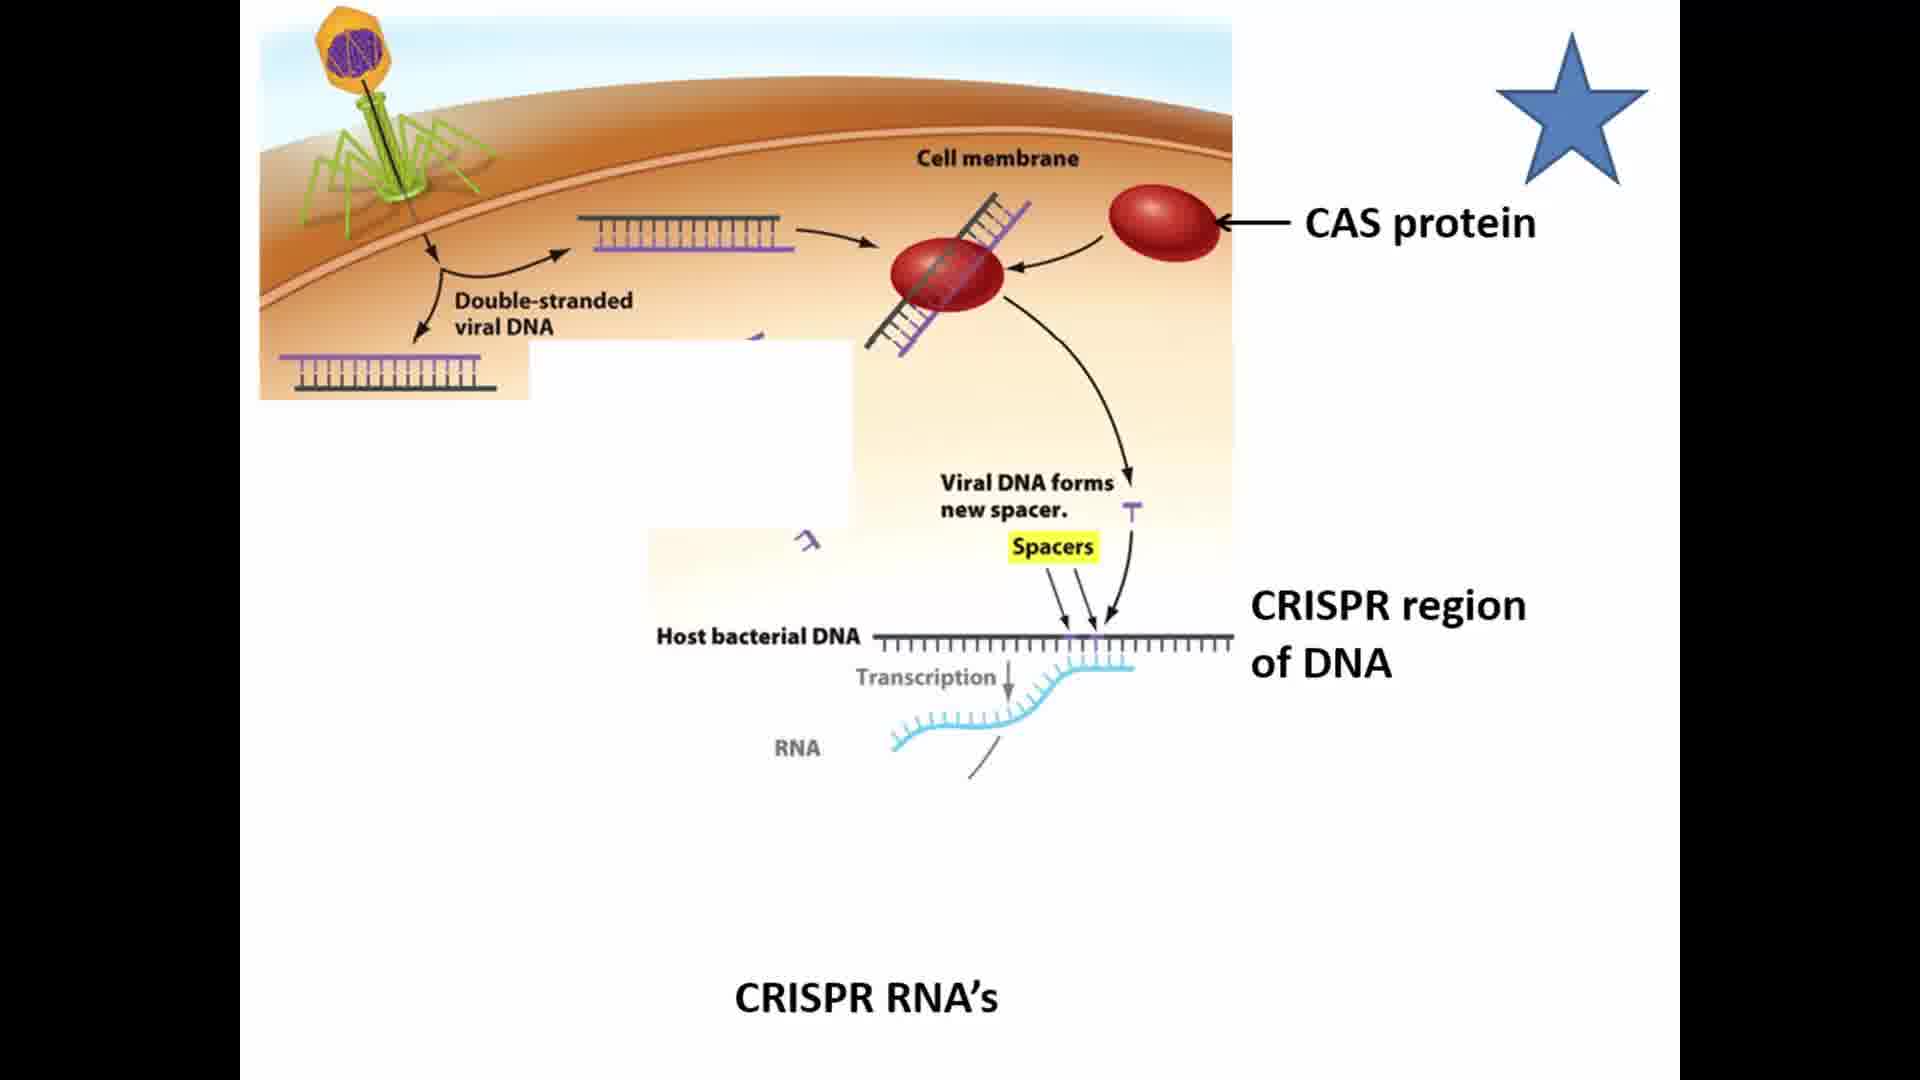 Cell membrane
CAS protein
Double-stranded
viral DNA
Viral DNA forms
new spacer.
Spacers
CRISPR region
of DNA
Host bacterial DNA
Transcription
RNA
CRISPR RNA’s